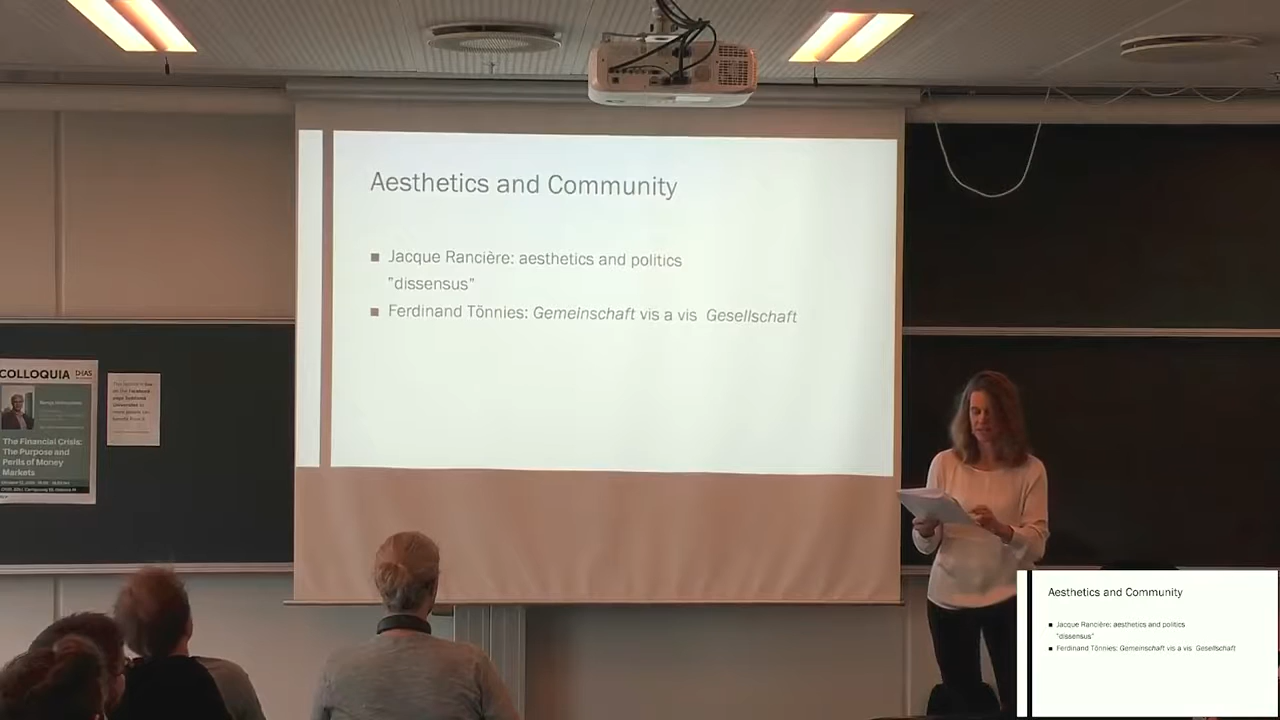 Aesthetics and Community
■ Jacque Rancière: aesthetics and politics
"dissensus"
■ Ferdinand Tönnies: Gemeinschaft vis a vis Gesellschaft
COLLOQUIA
DIAS
The Financial Crisis:
The Purpose and
Perils of Money
Markets
Aesthetics and Community
■ Jacque Rancière: aesthetics and politics
"dissensus"
■ Ferdinand Tönnies: Gemeinschaft vis a vis Gesellschaft